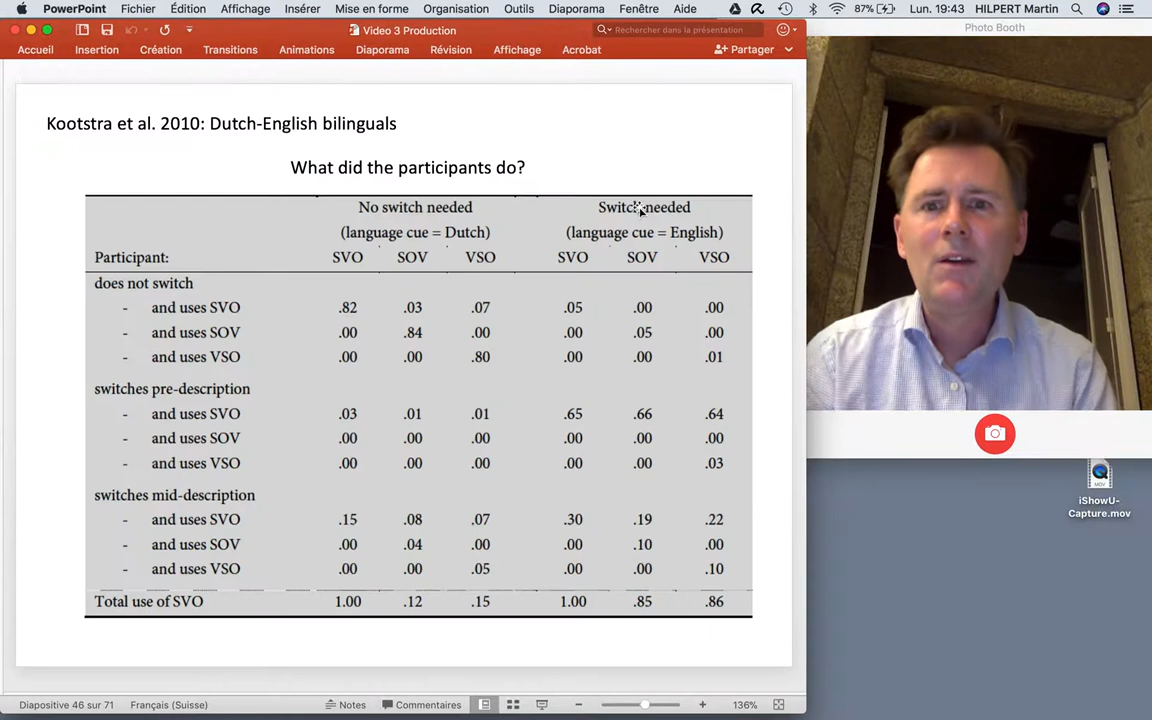 PowerPoint Fichier Édition Affichage Insérer Mise en forme Organisation Outils Diaporama Fenêtre Aide 87% Lun. 19:43 HILPERT Martin
Video 3 Production
Rechercher dans la présentation
Accueil Insertion Création Transitions Animations Diaporama Révision Affichage Acrobat Partager
Photo Booth
Kootstra et al. 2010: Dutch-English bilinguals
What did the participants do?
No switch needed Switch needed
(language cue = Dutch) (language cue = English)
Participant: SVO SOV VSO SVO SOV VSO
does not switch
- and uses SVO .82 .03 .07 .05 .00 .00
- and uses SOV .00 .84 .00 .00 .05 .00
- and uses VSO .00 .00 .80 .00 .00 .01
switches pre-description
- and uses SVO .03 .01 .01 .65 .66 .64
- and uses SOV .00 .00 .00 .00 .00 .00
- and uses VSO .00 .00 .00 .00 .00 .03
switches mid-description
- and uses SVO .15 .08 .07 .30 .19 .22
- and uses SOV .00 .04 .00 .00 .10 .00
- and uses VSO .00 .00 .05 .00 .00 .10
Total use of SVO 1.00 .12 .15 1.00 .85 .86
MOV
iShowU-
Capture.mov
Diapositive 46 sur 71 Français (Suisse) Notes Commentaires 136%